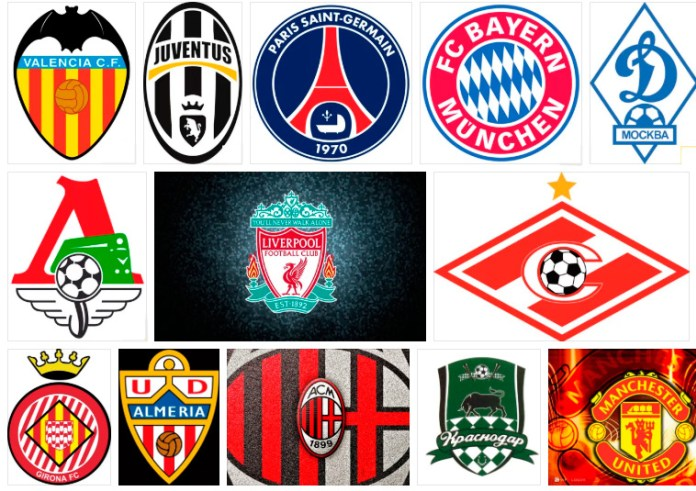 VALENCIA C.F.
JUVENTUS
PARIS SAINT-GERMAIN
1970
FC BAYERN
MÜNCHEN
Д
МОСКВА
Л
YOU'LL NEVER WALK ALONE
LIVERPOOL
FOOTBALL CLUB
EST·1892
С
GIRONA FC
U D
ALMERIA
ACM
1899
Краснодар
MANCHESTER
UNITED